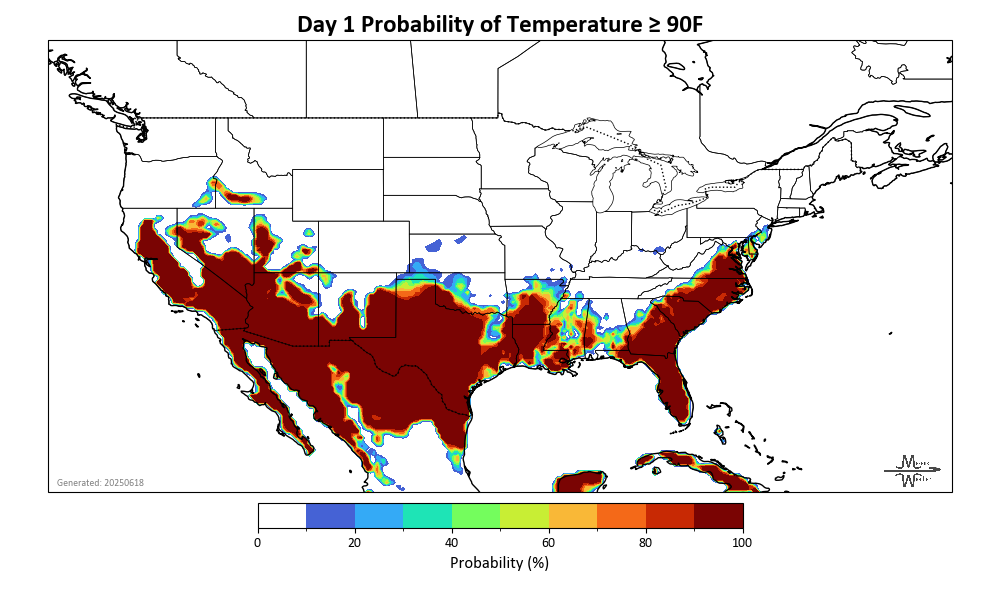 Day 1 Probability of Temperature ≥ 90F
Generated: 20250618
0 20 40 60 80 100
Probability (%)